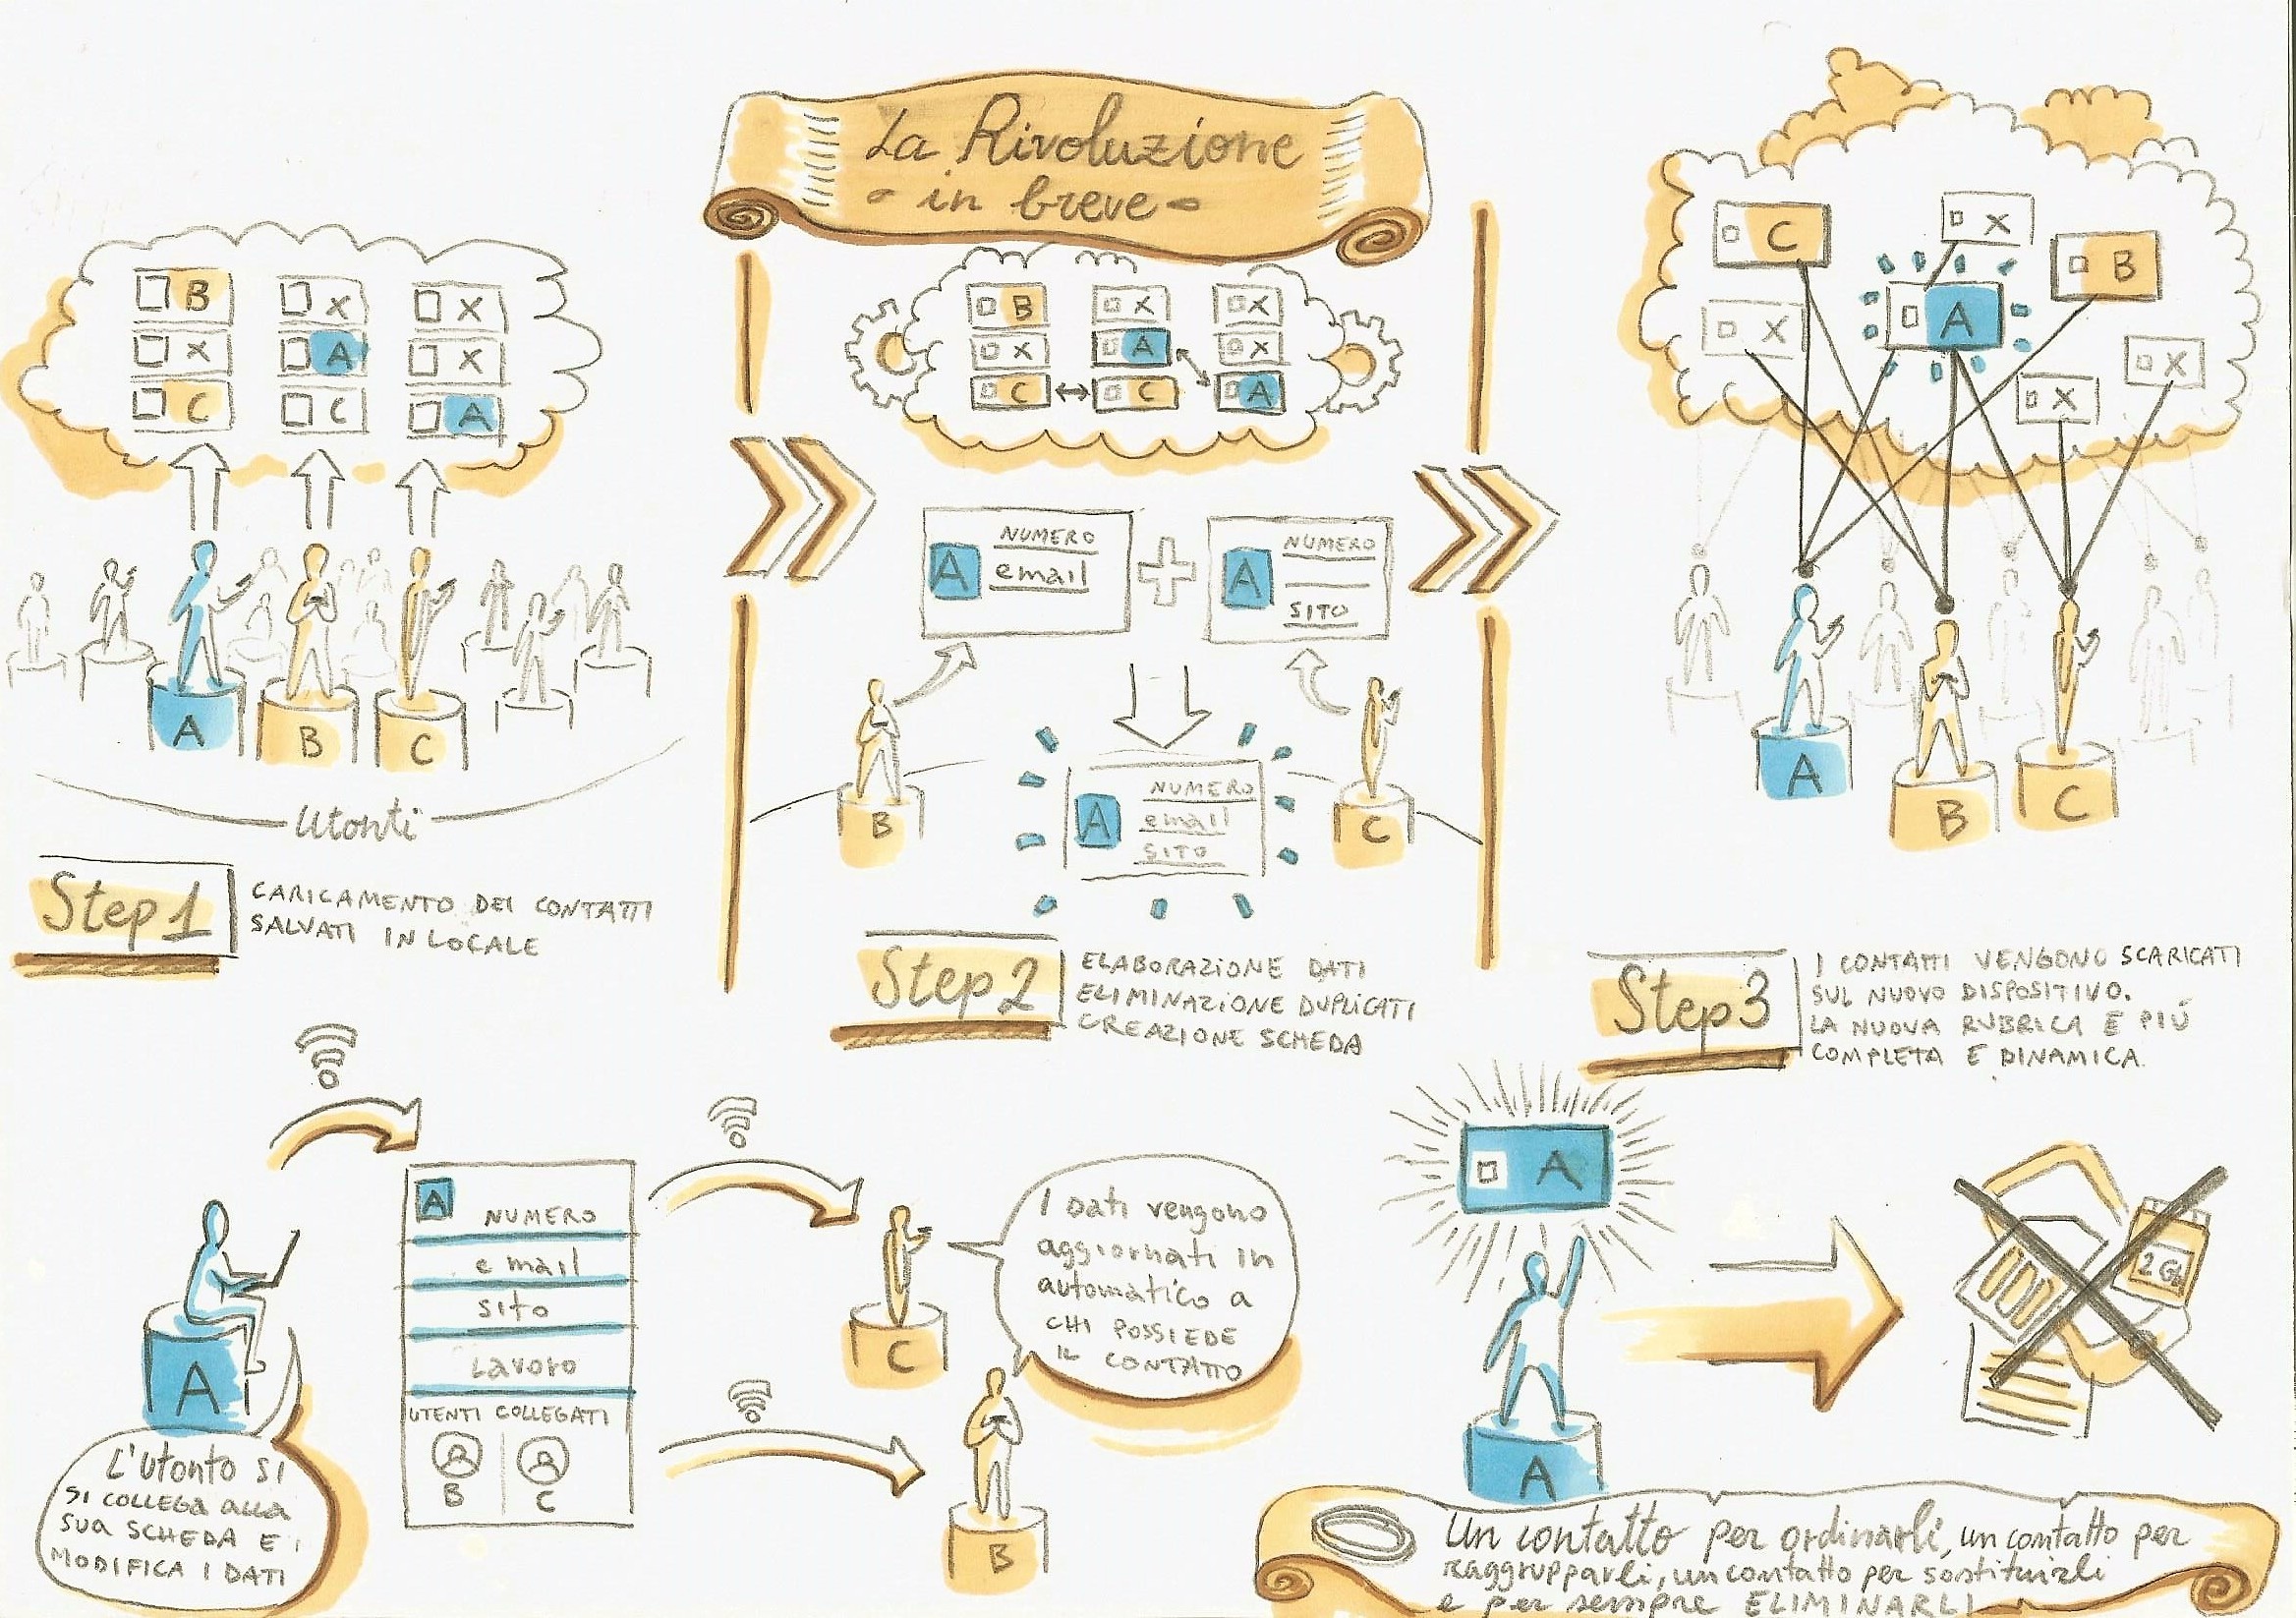 La Rivoluzione
- in breve -
B
X
C
X
A
C
X
X
A
A
B
C
Utonti
Step 1
CARICAMENTO DEI CONTATTI
SALVATI IN LOCALE
B
X
C
X
A
C
X
X
A
A
NUMERO
email
A
NUMERO
SITO
B
A
NUMERO
email
SITO
C
Step 2
ELABORAZIONE DATI
ELIMINAZIONE DUPLICATI
CREAZIONE SCHEDA
C
X
B
X
A
X
X
A
B
C
Step 3
I CONTATTI VENGONO SCARICATI
SUL NUOVO DISPOSITIVO.
LA NUOVA RUBRICA È PIÚ
COMPLETA E DINAMICA.
A
L'utonto si
SI COLLEGA alla
sua SCHEDA E
MODIFICA I DATI
A
NUMERO
email
sito
Lavoro
UTENTI COLLEGATI
B
C
C
B
I Dati vengono
aggiornati in
automatico a
CHI POSSIEDE
IL CONTATTO
A
A
2 Gb
Un contatto per ordinarli, un contatto per
raggrupparli, un contatto per sostituirli
e per sempre ELIMINARLI